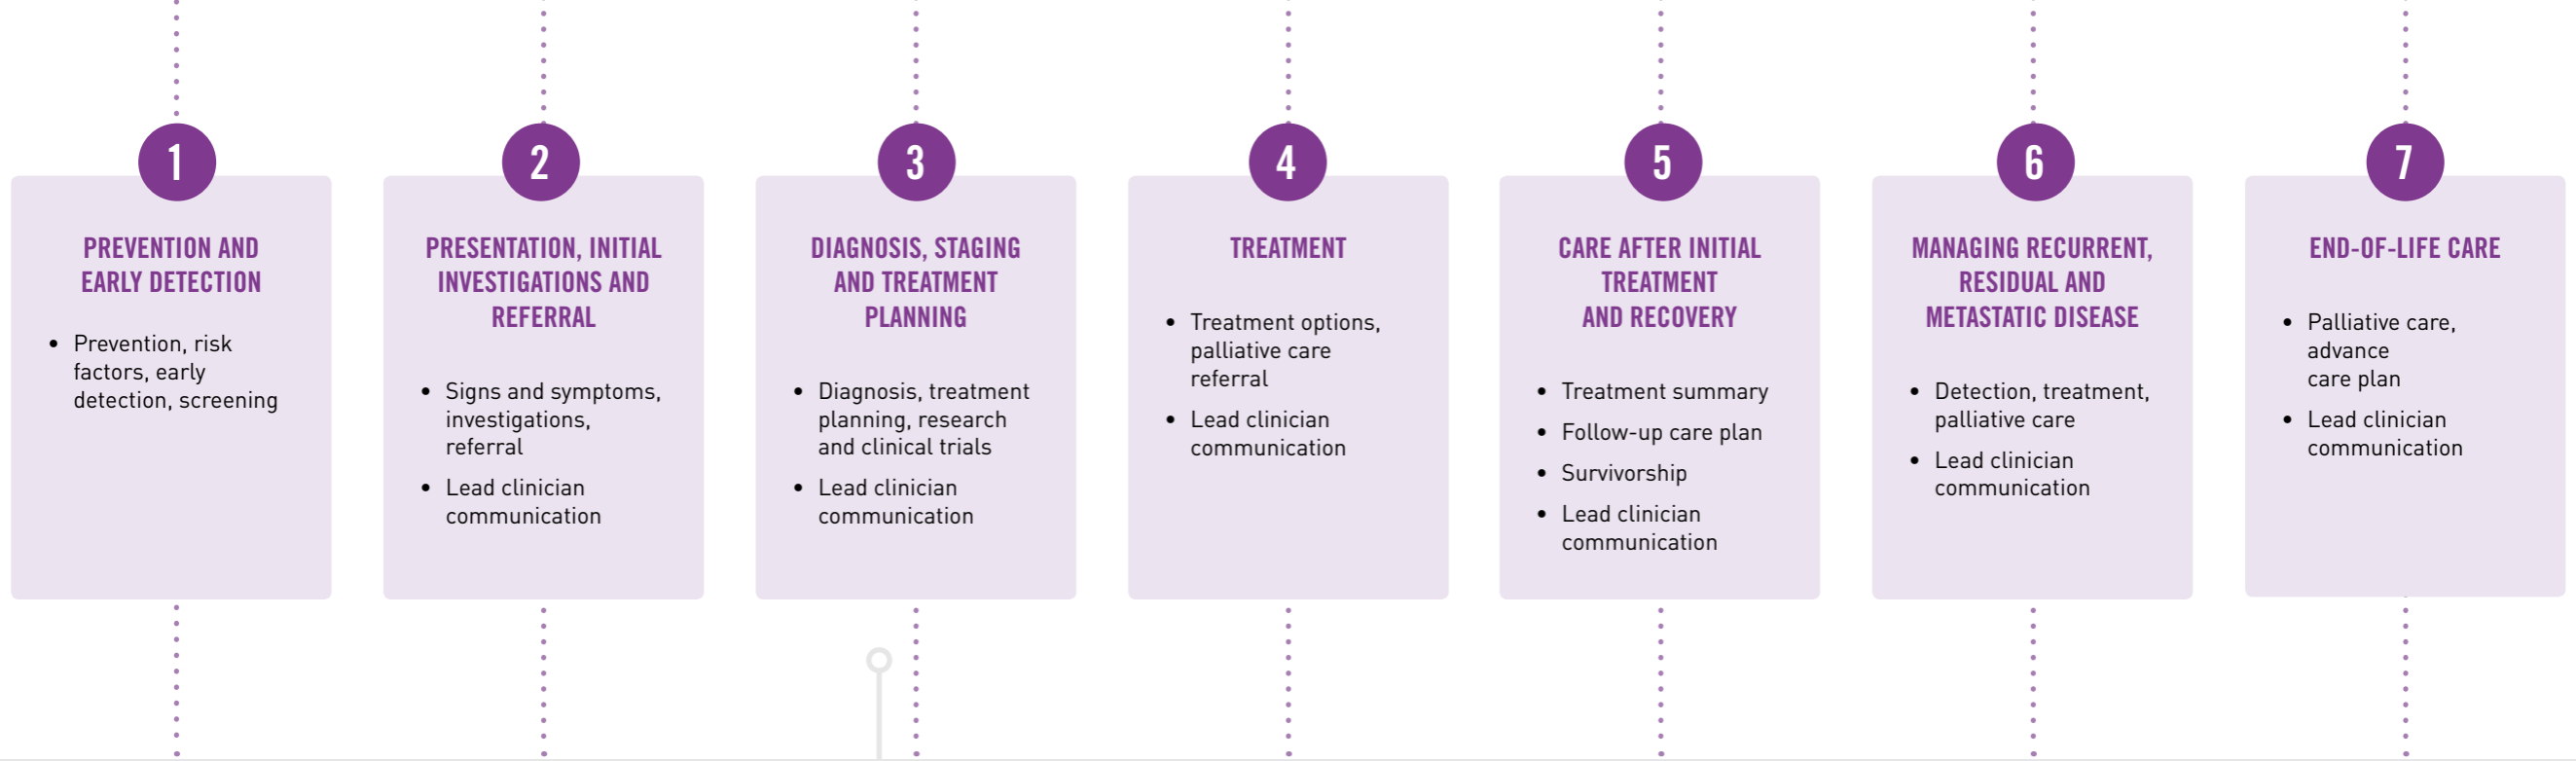 1
PREVENTION AND
EARLY DETECTION
• Prevention, risk
factors, early
detection, screening
2
PRESENTATION, INITIAL
INVESTIGATIONS AND
REFERRAL
• Signs and symptoms,
investigations,
referral
• Lead clinician
communication
3
DIAGNOSIS, STAGING
AND TREATMENT
PLANNING
• Diagnosis, treatment
planning, research
and clinical trials
• Lead clinician
communication
4
TREATMENT
• Treatment options,
palliative care
referral
• Lead clinician
communication
5
CARE AFTER INITIAL
TREATMENT
AND RECOVERY
• Treatment summary
• Follow-up care plan
• Survivorship
• Lead clinician
communication
6
MANAGING RECURRENT,
RESIDUAL AND
METASTATIC DISEASE
• Detection, treatment,
palliative care
• Lead clinician
communication
7
END-OF-LIFE CARE
• Palliative care,
advance
care plan
• Lead clinician
communication